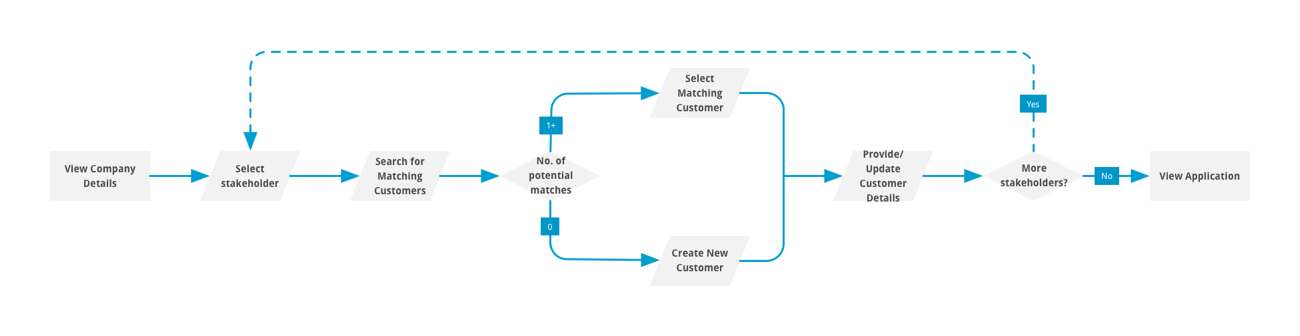 View Company
Details
Select
stakeholder
Search for
Matching
Customers
No. of
potential
matches
1+
0
Select
Matching
Customer
Create New
Customer
Provide/
Update
Customer
Details
More
stakeholders?
Yes
No
View Application